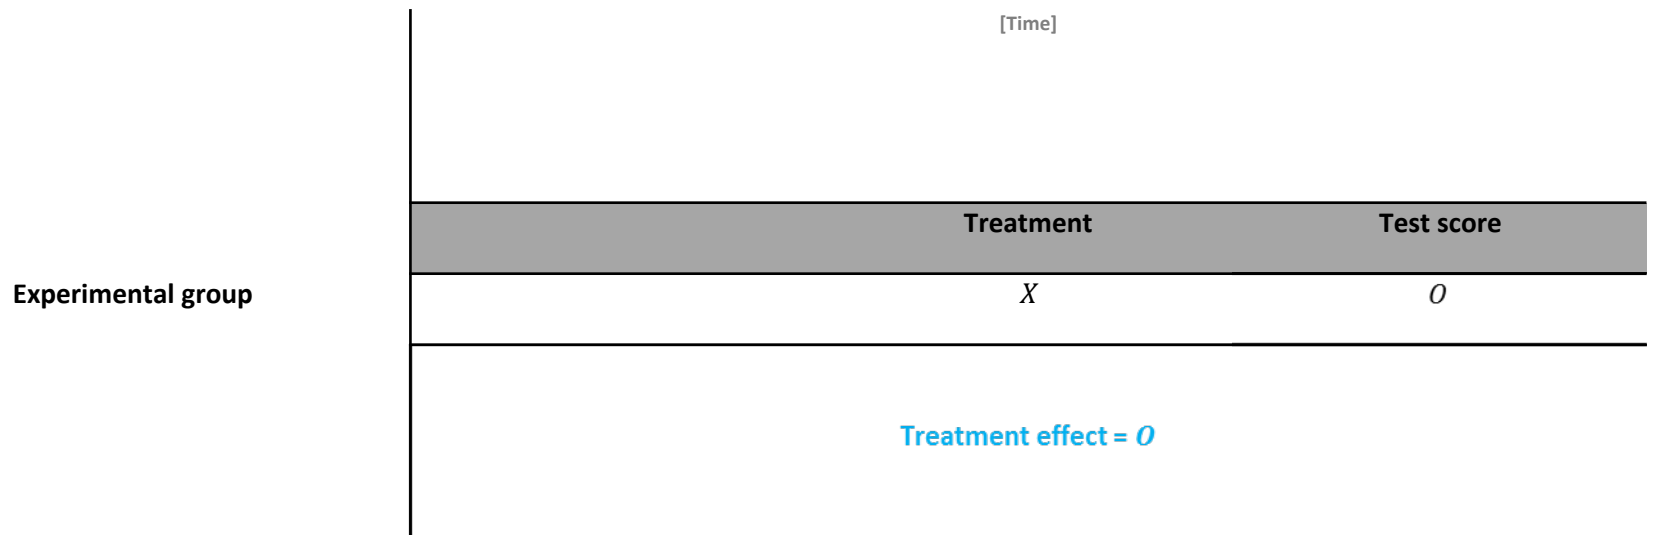 [Time]
Treatment Test score
Experimental group X O
Treatment effect = O